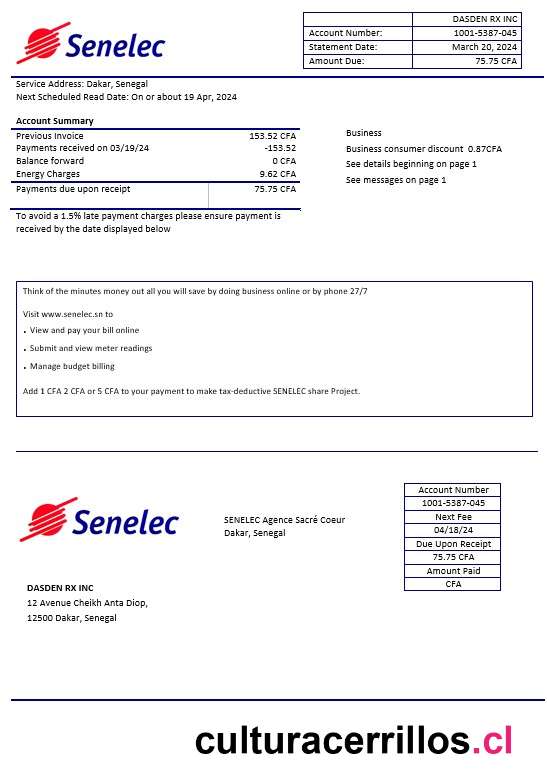 Senelec
DASDEN RX INC
Account Number: 1001-5387-045
Statement Date: March 20, 2024
Amount Due: 75.75 CFA
Service Address: Dakar, Senegal
Next Scheduled Read Date: On or about 19 Apr, 2024
Account Summary
Previous Invoice 153.52 CFA
Payments received on 03/19/24 -153.52
Balance forward 0 CFA
Energy Charges 9.62 CFA
Payments due upon receipt 75.75 CFA
Business
Business consumer discount 0.87CFA
See details beginning on page 1
See messages on page 1
To avoid a 1.5% late payment charges please ensure payment is
received by the date displayed below
Think of the minutes money out all you will save by doing business online or by phone 27/7
Visit www.senelec.sn to
• View and pay your bill online
• Submit and view meter readings
• Manage budget billing
Add 1 CFA 2 CFA or 5 CFA to your payment to make tax-deductive SENELEC share Project.
Senelec
SENELEC Agence Sacré Coeur
Dakar, Senegal
Account Number
1001-5387-045
Next Fee
04/18/24
Due Upon Receipt
75.75 CFA
Amount Paid
CFA
DASDEN RX INC
12 Avenue Cheikh Anta Diop,
12500 Dakar, Senegal
culturacerrillos.cl